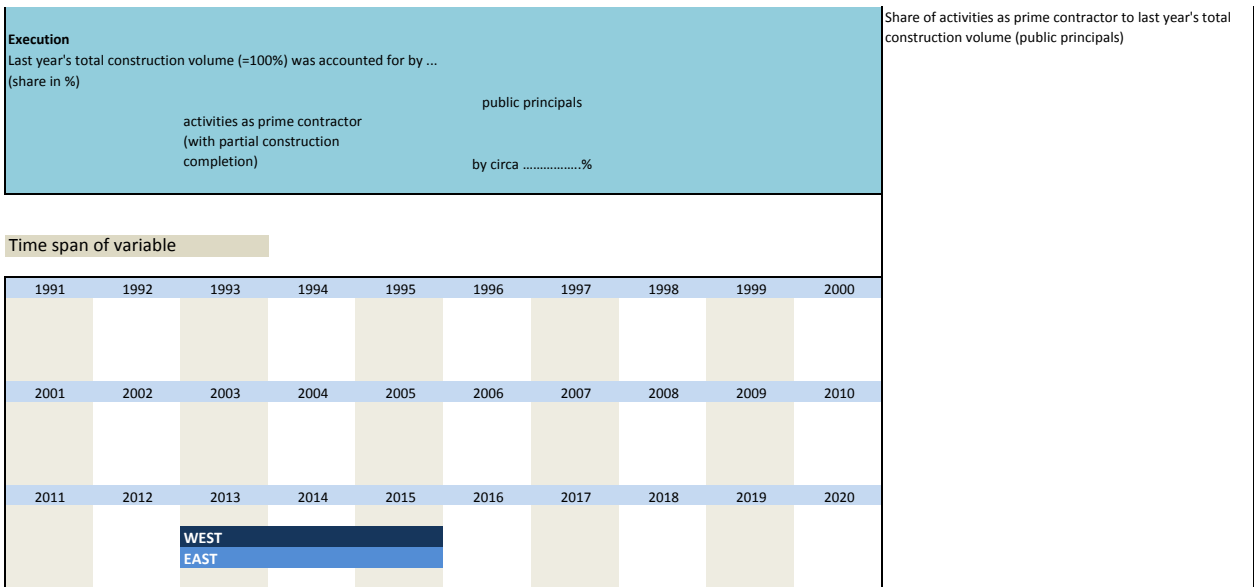 Execution
Last year's total construction volume (=100%) was accounted for by ...
(share in %)
public principals
activities as prime contractor
(with partial construction
completion)
by circa ……………..%
Share of activities as prime contractor to last year's total
construction volume (public principals)
Time span of variable
1991 1992 1993 1994 1995 1996 1997 1998 1999 2000
2001 2002 2003 2004 2005 2006 2007 2008 2009 2010
2011 2012 2013 2014 2015 2016 2017 2018 2019 2020
WEST
EAST